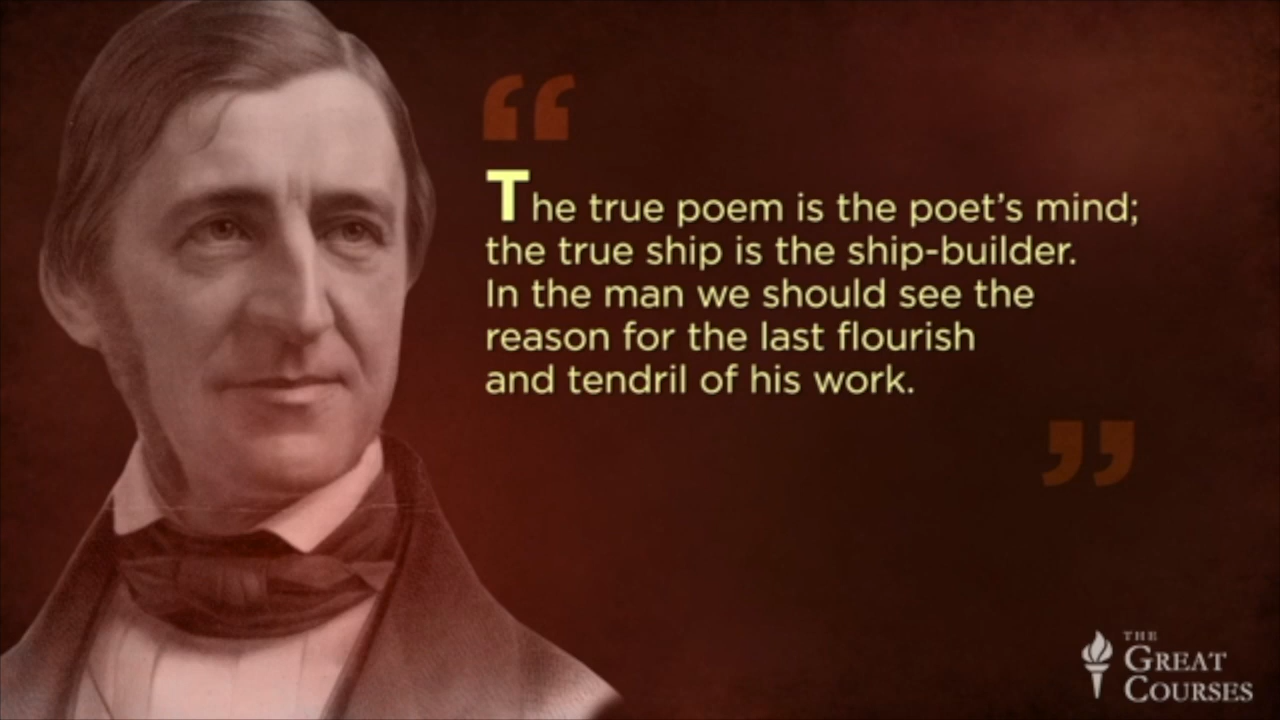 “
The true poem is the poet’s mind;
the true ship is the ship-builder.
In the man we should see the
reason for the last flourish
and tendril of his work.
”
THE
GREAT
COURSES